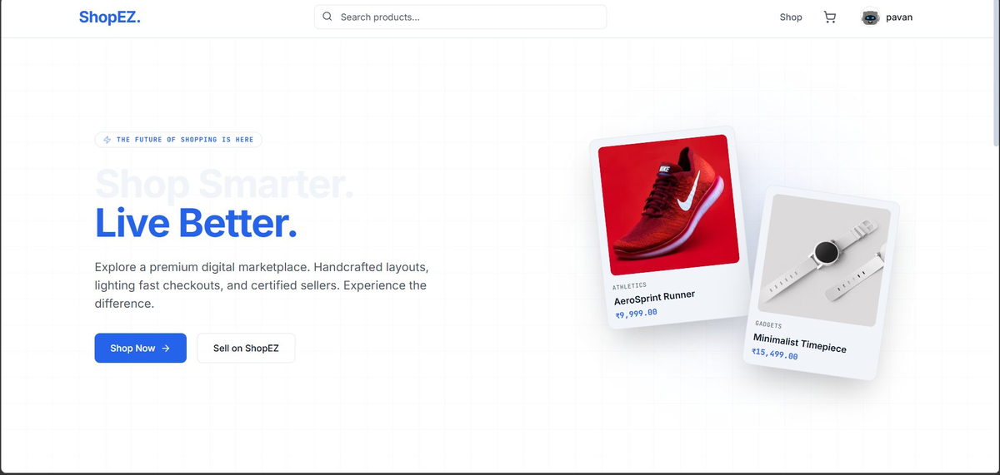 ShopEZ.
Search products...
Shop
pavan
THE FUTURE OF SHOPPING IS HERE
Shop Smarter.
Live Better.
Explore a premium digital marketplace. Handcrafted layouts,
lighting fast checkouts, and certified sellers. Experience the
difference.
Shop Now
Sell on ShopEZ
NIKE
ATHLETICS
AeroSprint Runner
₹9,999.00
GADGETS
Minimalist Timepiece
₹15,499.00